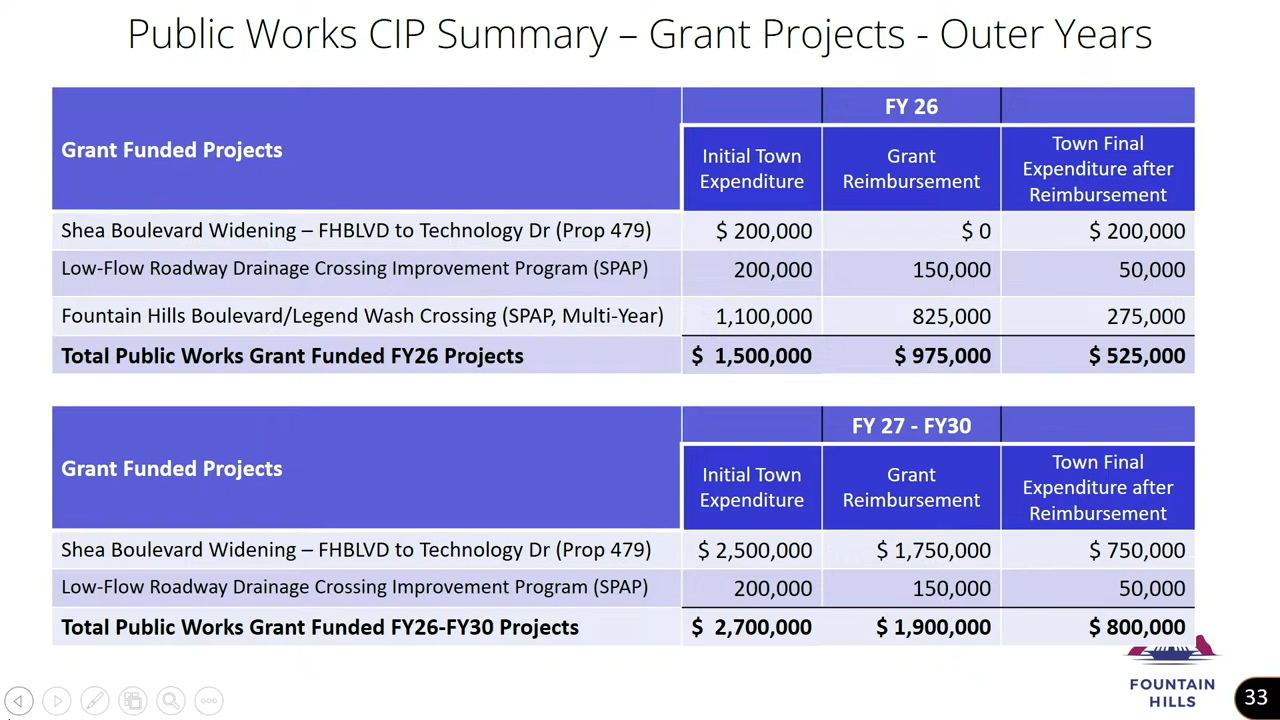 Public Works CIP Summary – Grant Projects - Outer Years
Grant Funded Projects
FY 26
Initial Town Expenditure
Grant Reimbursement
Town Final Expenditure after Reimbursement
Shea Boulevard Widening – FHBLVD to Technology Dr (Prop 479) $ 200,000 $ 0 $ 200,000
Low-Flow Roadway Drainage Crossing Improvement Program (SPAP) 200,000 150,000 50,000
Fountain Hills Boulevard/Legend Wash Crossing (SPAP, Multi-Year) 1,100,000 825,000 275,000
Total Public Works Grant Funded FY26 Projects $ 1,500,000 $ 975,000 $ 525,000
Grant Funded Projects
FY 27 - FY30
Initial Town Expenditure
Grant Reimbursement
Town Final Expenditure after Reimbursement
Shea Boulevard Widening – FHBLVD to Technology Dr (Prop 479) $ 2,500,000 $ 1,750,000 $ 750,000
Low-Flow Roadway Drainage Crossing Improvement Program (SPAP) 200,000 150,000 50,000
Total Public Works Grant Funded FY26-FY30 Projects $ 2,700,000 $ 1,900,000 $ 800,000
FOUNTAIN
HILLS
33